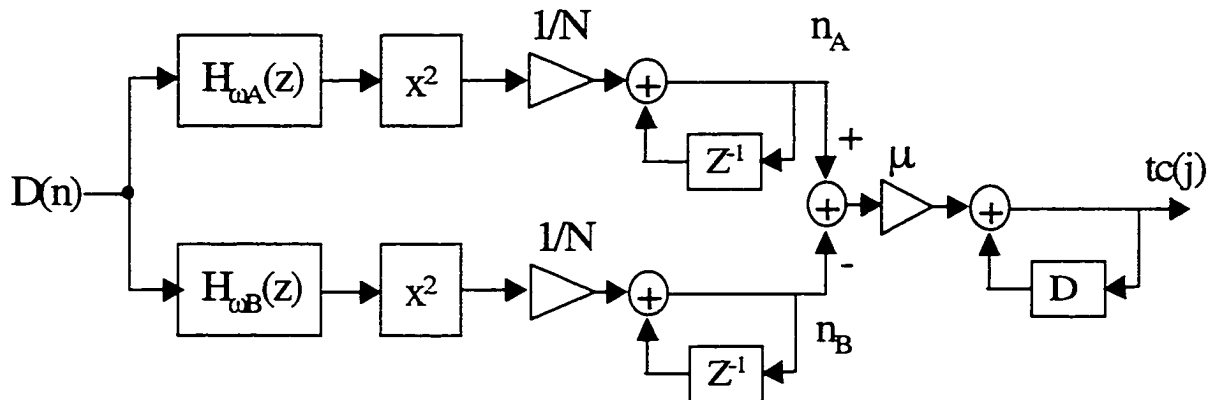 1/N
n_A
H_ωA(z)
x²
+
Z⁻¹
+
μ
tc(j)
D(n)
+
+
1/N
-
H_ωB(z)
x²
+
D
n_B
Z⁻¹